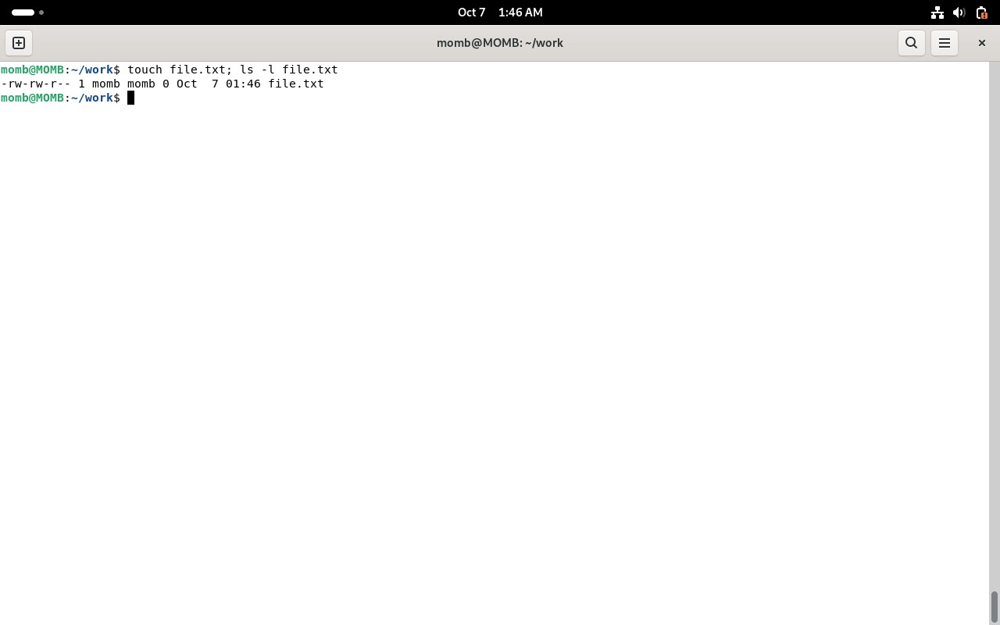 Oct 7 1:46 AM
momb@MOMB: ~/work
momb@MOMB:~/work$ touch file.txt; ls -l file.txt
-rw-rw-r-- 1 momb momb 0 Oct  7 01:46 file.txt
momb@MOMB:~/work$